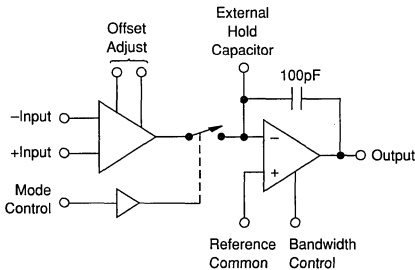 Offset
Adjust
External
Hold
Capacitor
100pF
–Input
+Input
Mode
Control
–
+
Output
Reference
Common
Bandwidth
Control